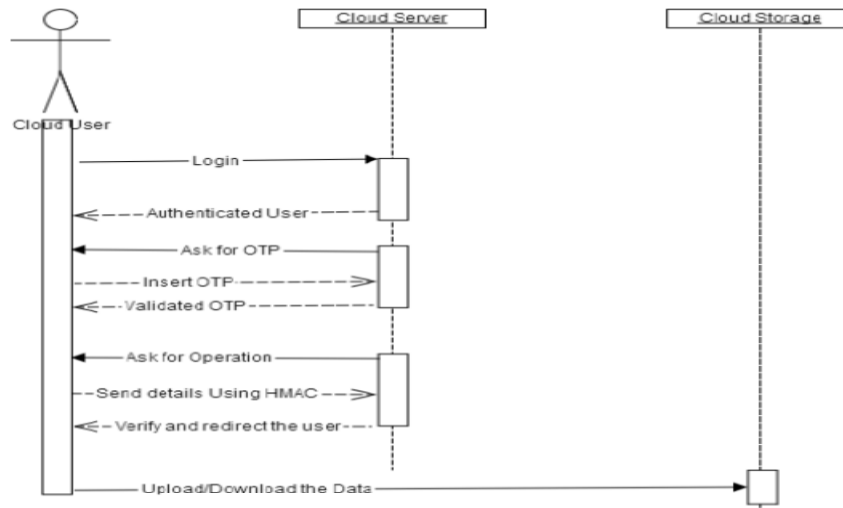 Cloud Server
Cloud Storage
Cloud User
Login
Authenticated User
Ask for OTP
Insert OTP
Validated OTP
Ask for Operation
Send details Using HMAC
Verify and redirect the user
Upload/Download the Data